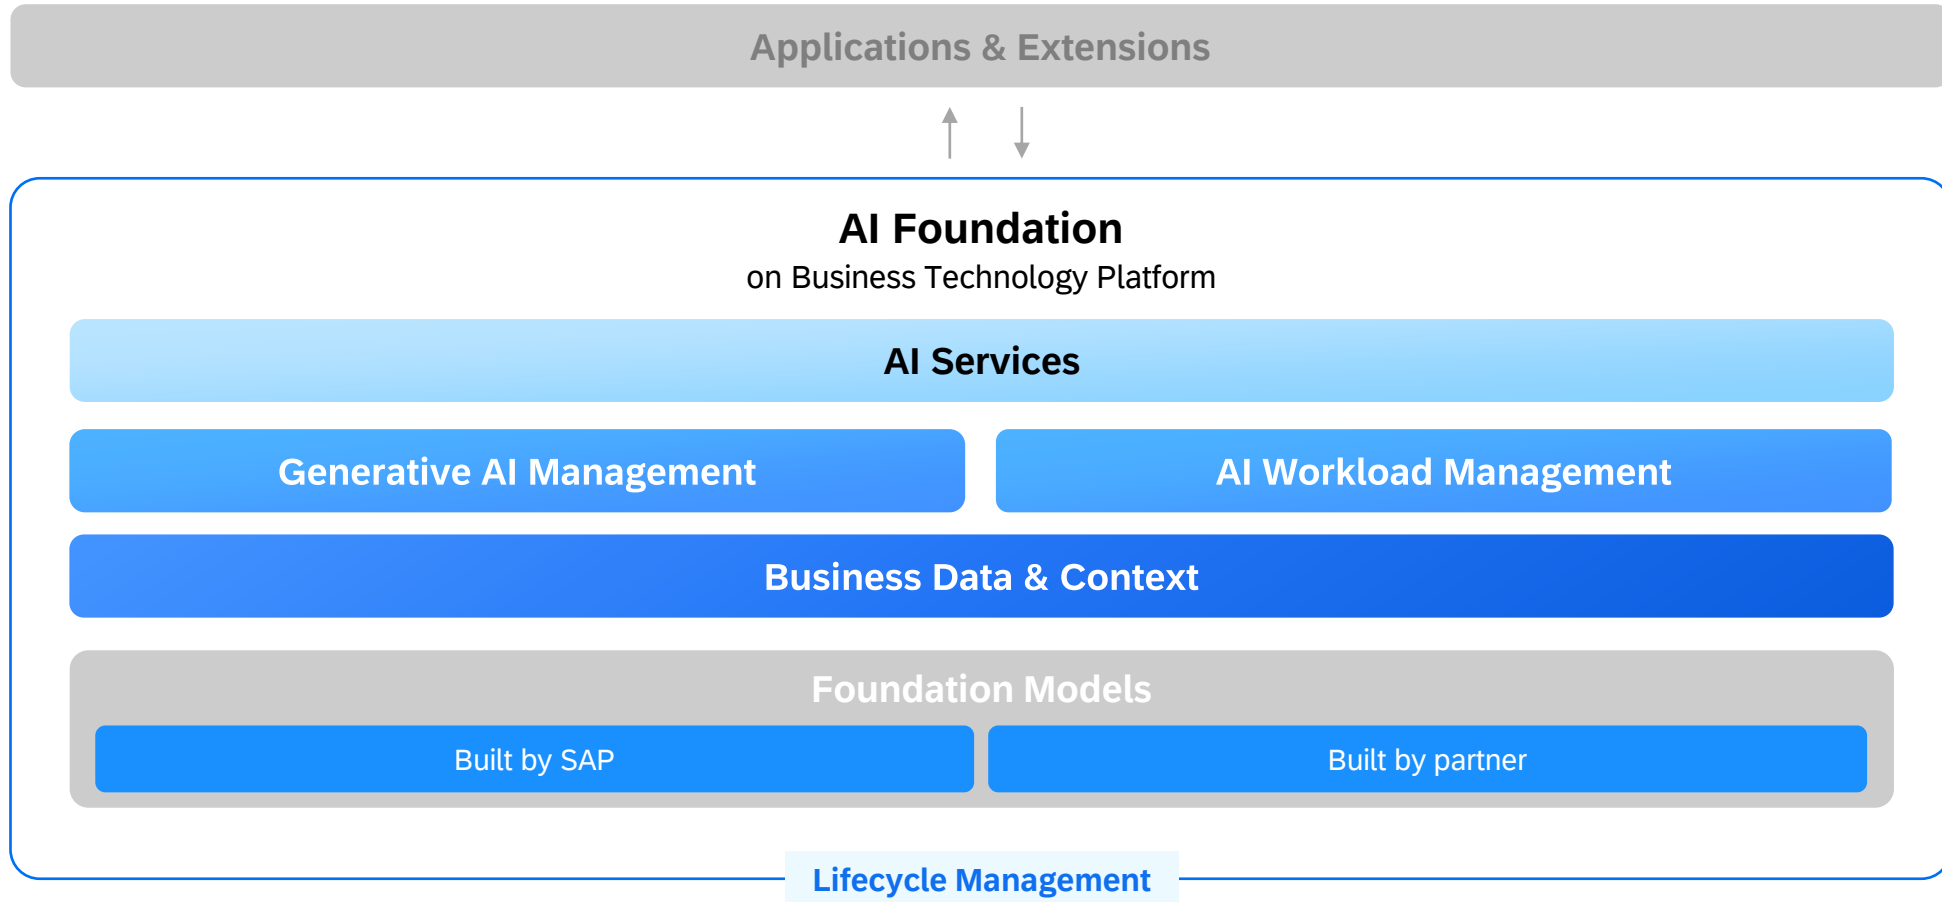 Applications & Extensions
AI Foundation
on Business Technology Platform
AI Services
Generative AI Management
AI Workload Management
Business Data & Context
Foundation Models
Built by SAP
Built by partner
Lifecycle Management